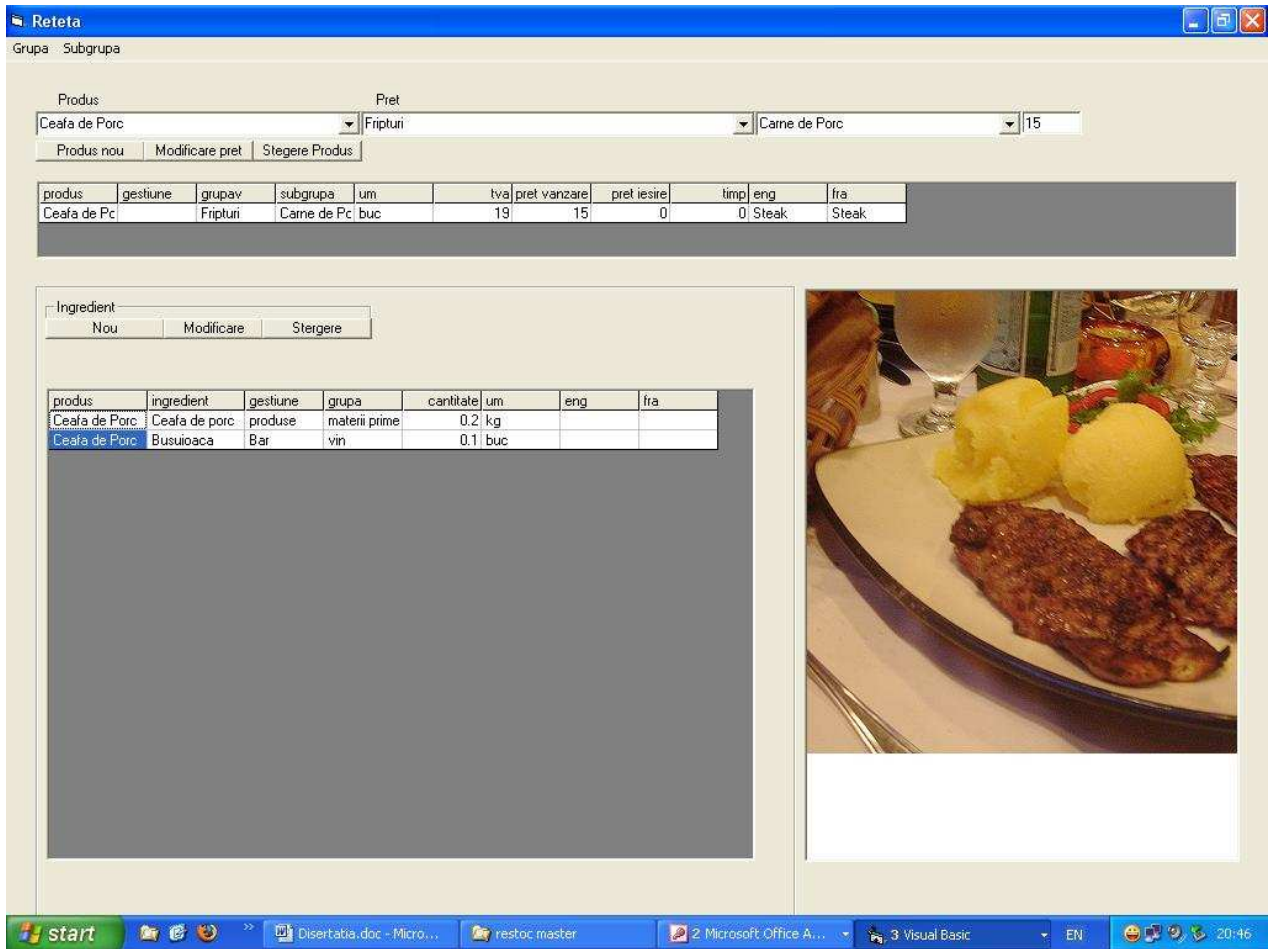 Reteta
Grupa Subgrupa
Produs Pret
Ceafa de Porc Fripturi Carne de Porc 15
Produs nou Modificare pret Stegere Produs
produs gestiune grupav subgrupa um tva pret vanzare pret iesire timp eng fra
Ceafa de Pc Fripturi Carne de Pc buc 19 15 0 0 Steak Steak
Ingredient
Nou Modificare Stergere
produs ingredient gestiune grupa cantitate um eng fra
Ceafa de Porc Ceafa de porc produse materii prime 0.2 kg
Ceafa de Porc Busuioaca Bar vin 0.1 buc
start Disertatia.doc - Micro... restoc master 2 Microsoft Office A... 3 Visual Basic EN 20:46